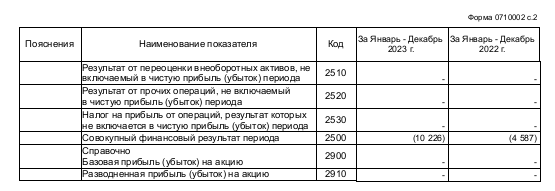 Форма 0710002 с.2
Пояснения Наименование показателя Код За Январь - Декабрь 2023 г. За Январь - Декабрь 2022 г.
Результат от переоценки внеоборотных активов, не
включаемый в чистую прибыль (убыток) периода 2510 - -
Результат от прочих операций, не включаемый
в чистую прибыль (убыток) периода 2520 - -
Налог на прибыль от операций, результат которых
не включается в чистую прибыль (убыток) периода 2530 - -
Совокупный финансовый результат периода 2500 (10 226) (4 587)
Справочно
Базовая прибыль (убыток) на акцию 2900 - -
Разводненная прибыль (убыток) на акцию 2910 - -